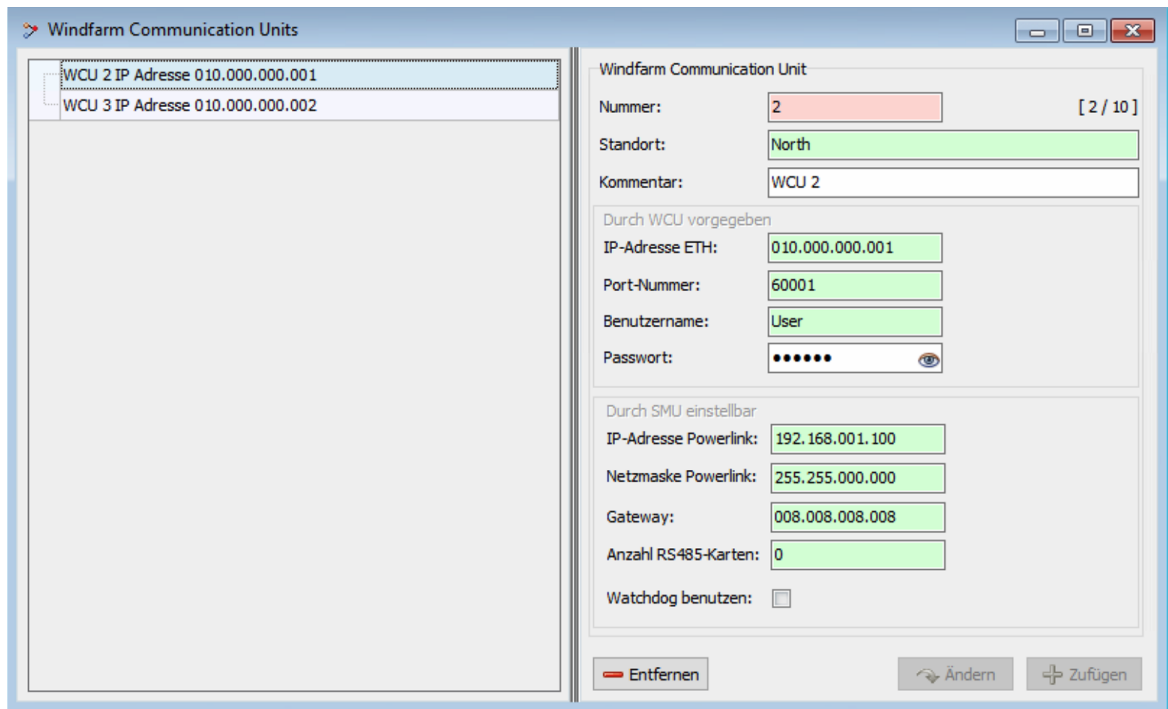 Windfarm Communication Units
WCU 2 IP Adresse 010.000.000.001
WCU 3 IP Adresse 010.000.000.002
Windfarm Communication Unit
Nummer: 2 [ 2 / 10 ]
Standort: North
Kommentar: WCU 2
Durch WCU vorgegeben
IP-Adresse ETH: 010.000.000.001
Port-Nummer: 60001
Benutzername: User
Passwort: ••••••
Durch SMU einstellbar
IP-Adresse Powerlink: 192.168.001.100
Netzmaske Powerlink: 255.255.000.000
Gateway: 008.008.008.008
Anzahl RS485-Karten: 0
Watchdog benutzen:
Entfernen Ändern Zufügen